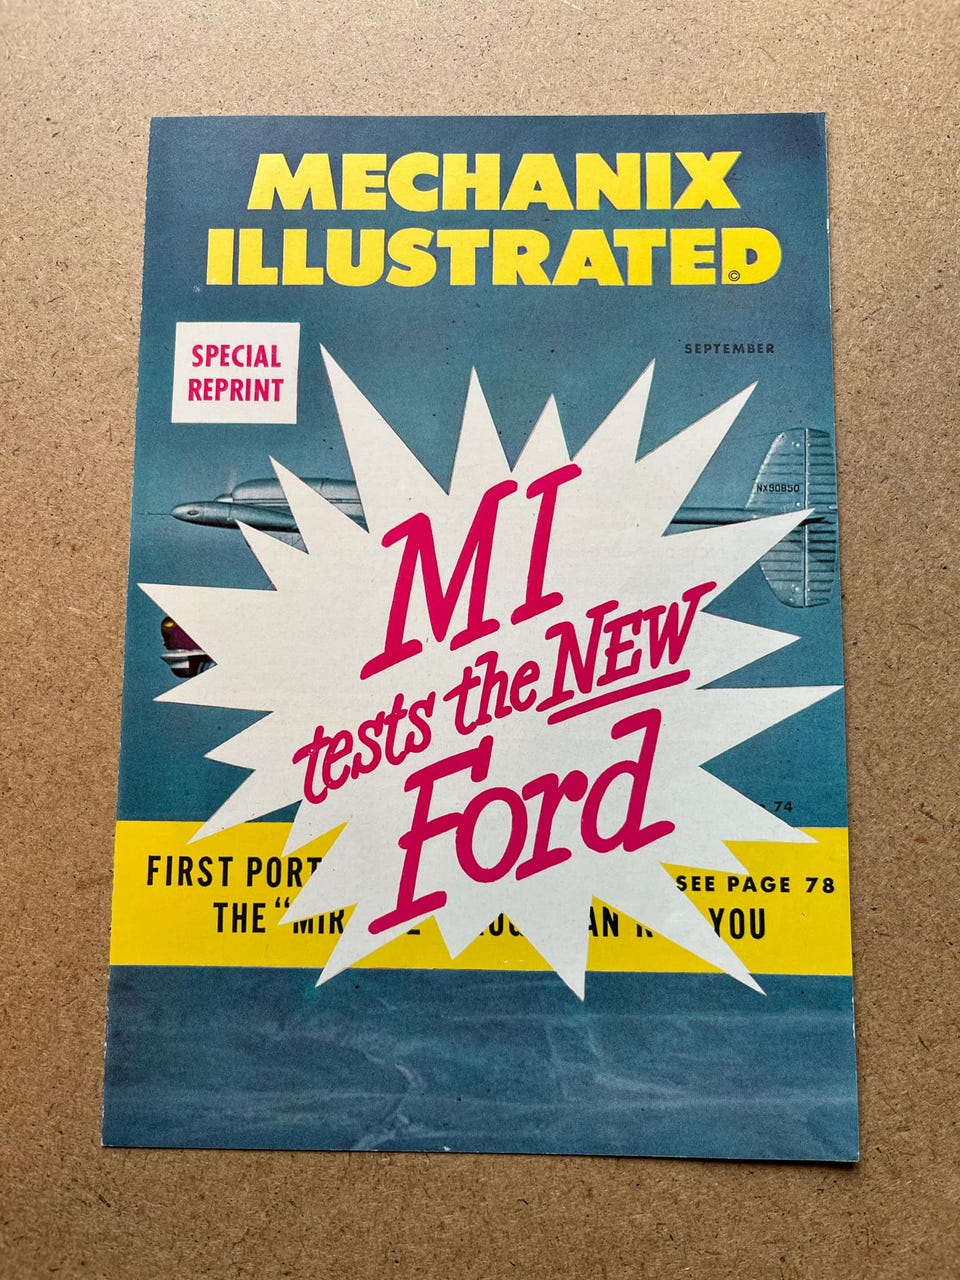 MECHANIX
ILLUSTRATED
©
SPECIAL
REPRINT
SEPTEMBER
NX90850
MI
tests the NEW
Ford
74
FIRST PORT
SEE PAGE 78
THE "MIR
YOU